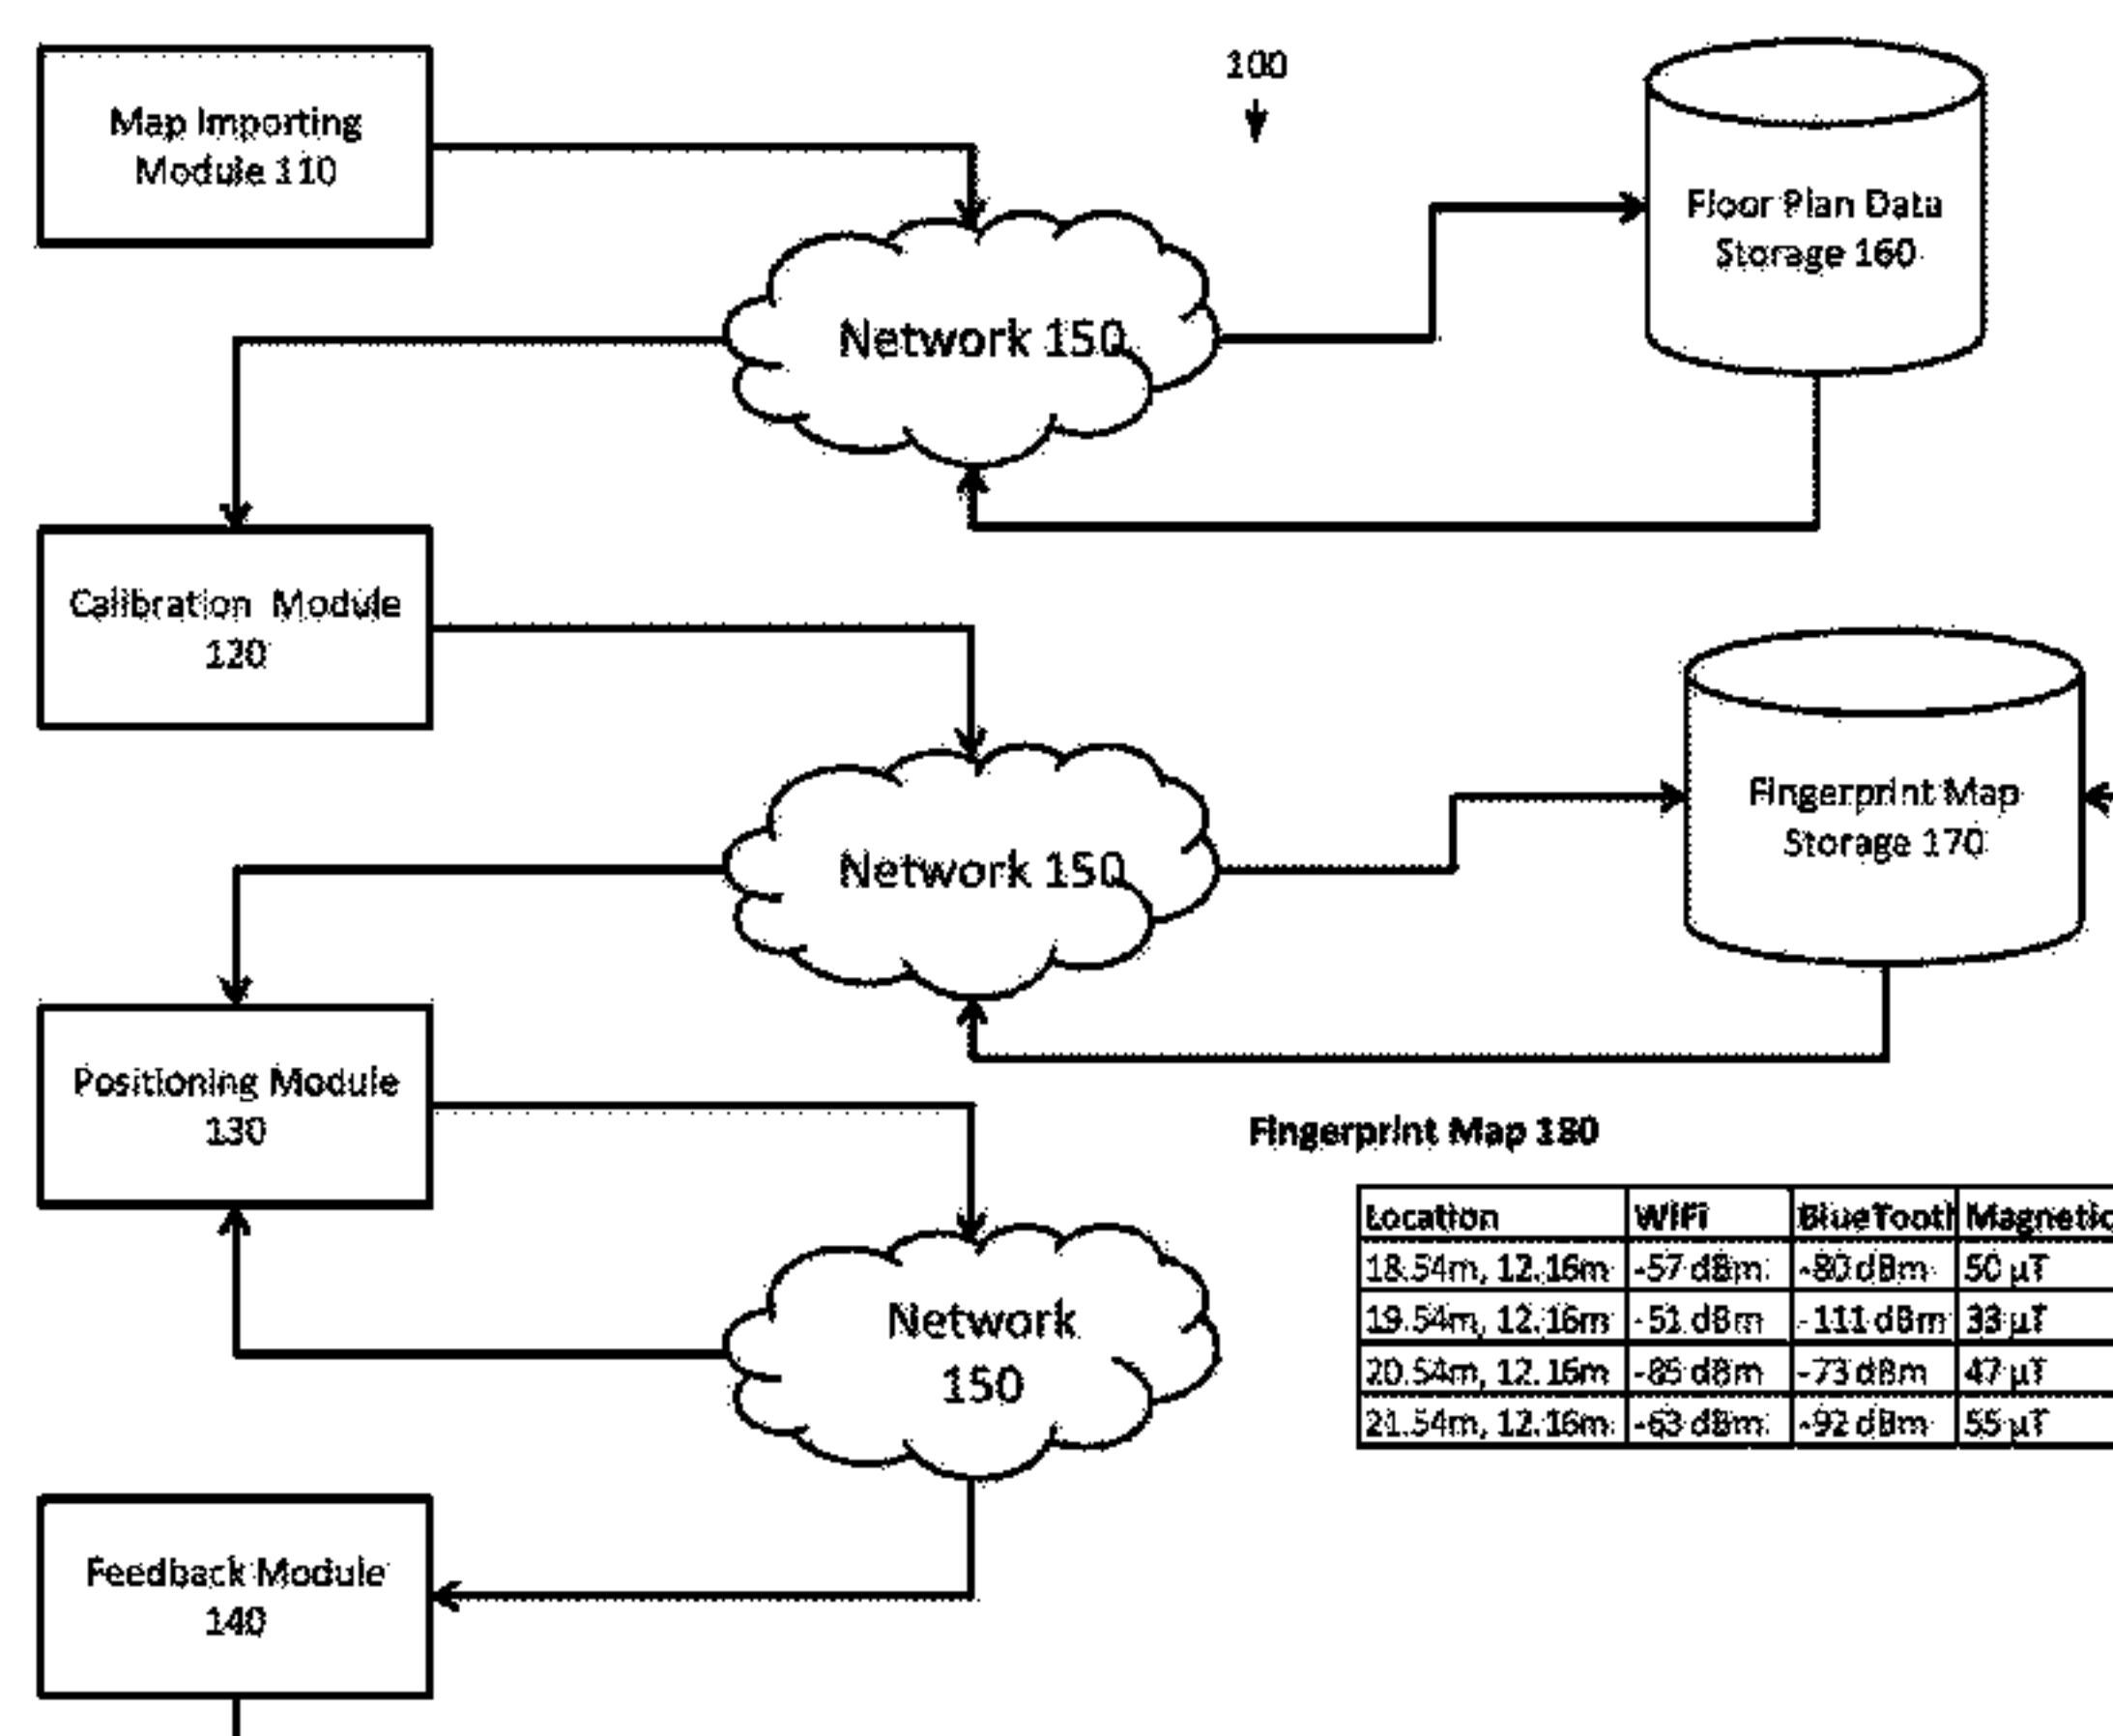 100
Map Importing
Module 110
Floor Plan Data
Storage 160
Network 150
Calibration Module
120
Fingerprint Map
Storage 170
Network 150
Positioning Module
130
Fingerprint Map 180
Location WiFi BlueTooth Magnetic
18.54m, 12.16m -57 dBm -80 dBm 50 µT
19.54m, 12.16m -51 dBm -111 dBm 33 µT
20.54m, 12.16m -85 dBm -73 dBm 47 µT
21.54m, 12.16m -63 dBm -92 dBm 55 µT
Network
150
Feedback Module
140